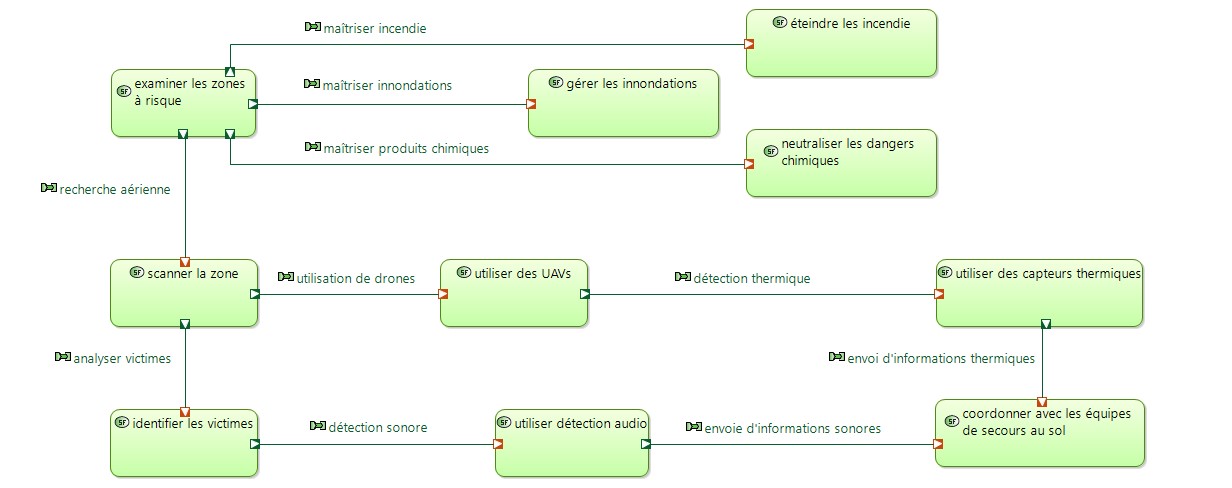 maîtriser incendie
SF éteindre les incendie
SF examiner les zones
à risque
maîtriser innondations
SF gérer les innondations
maîtriser produits chimiques
SF neutraliser les dangers
chimiques
recherche aérienne
SF scanner la zone
utilisation de drones
SF utiliser des UAVs
détection thermique
SF utiliser des capteurs thermiques
analyser victimes
envoi d'informations thermiques
SF identifier les victimes
détection sonore
SF utiliser détection audio
envoie d'informations sonores
SF coordonner avec les équipes
de secours au sol